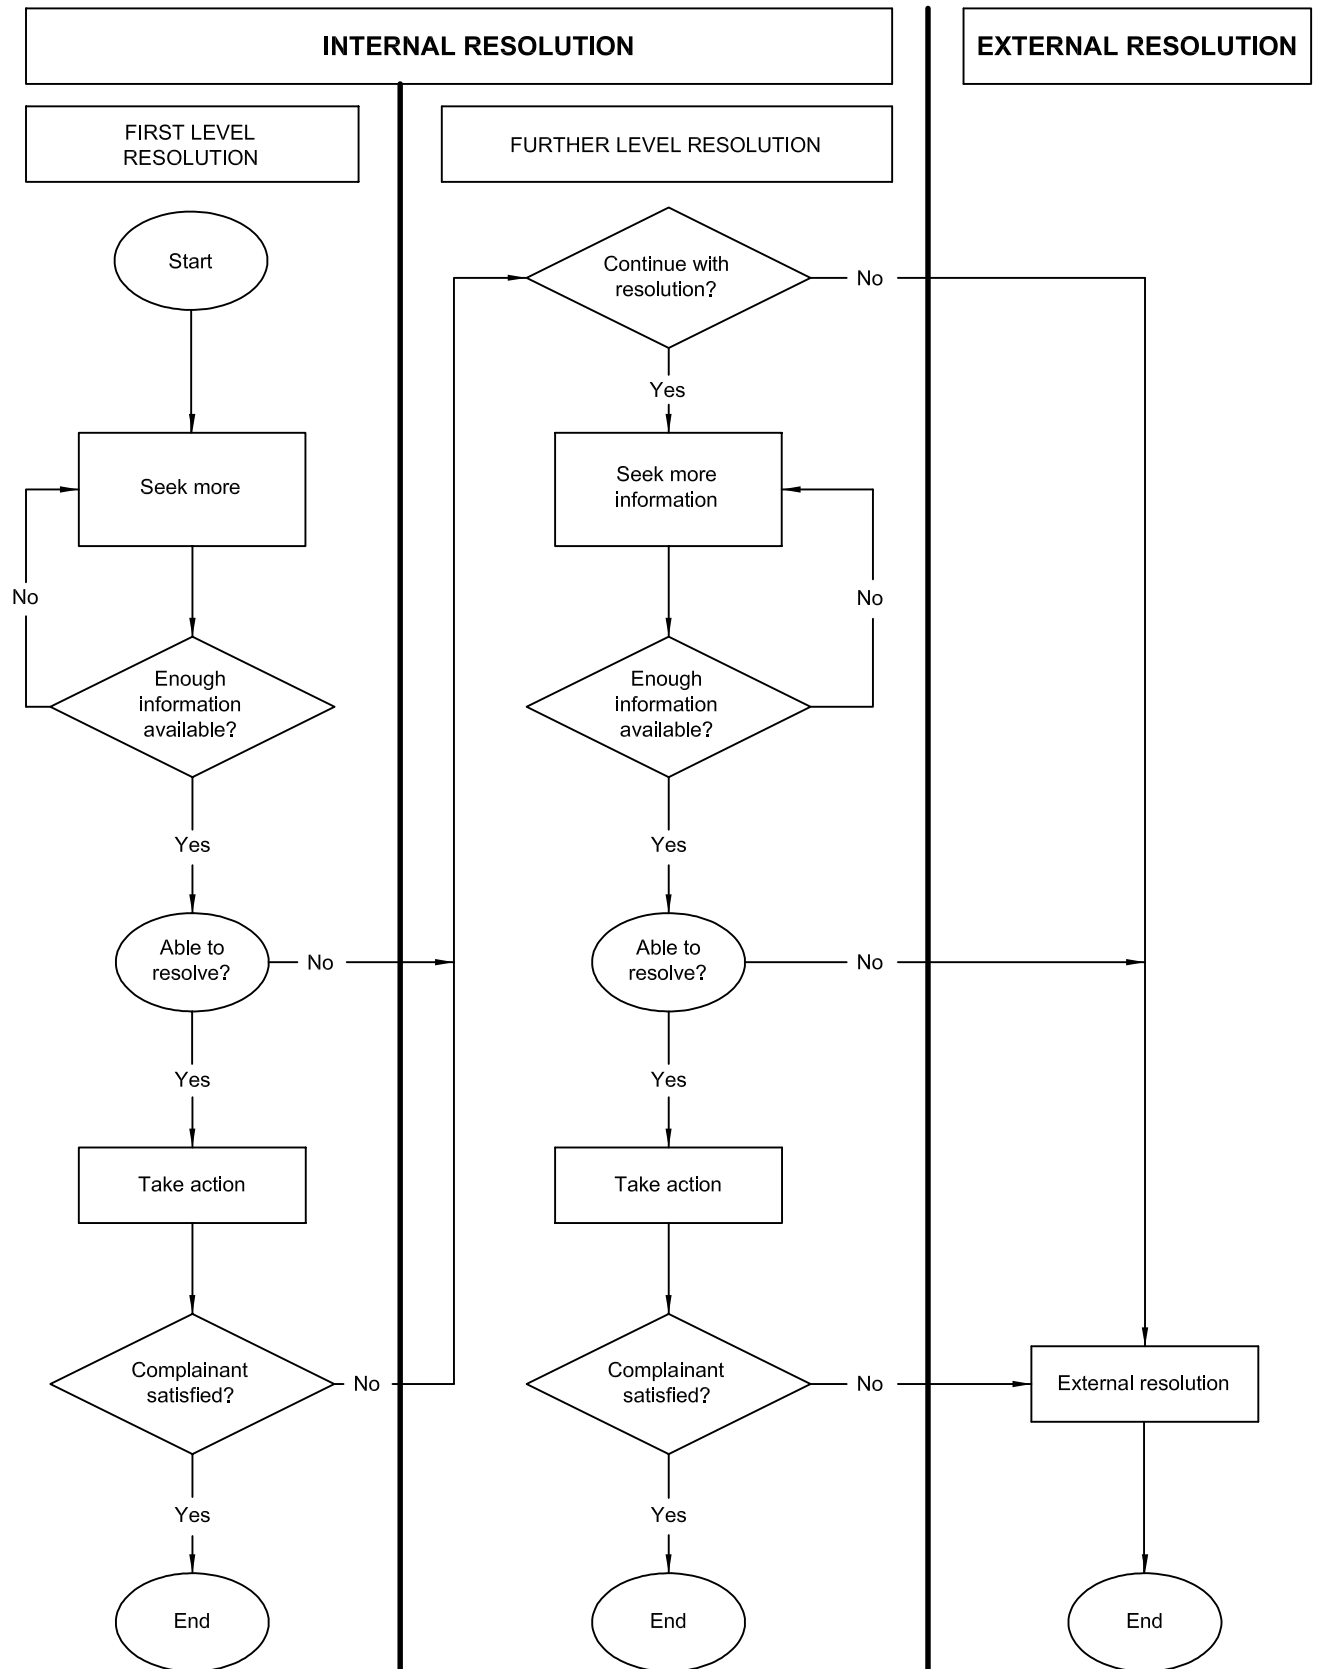 INTERNAL RESOLUTION
EXTERNAL RESOLUTION
FIRST LEVEL
RESOLUTION
FURTHER LEVEL RESOLUTION
Start
Continue with
resolution?
No
Yes
Seek more
Seek more
information
No
No
Enough
information
available?
Enough
information
available?
Yes
Yes
Able to
resolve?
No
Able to
resolve?
No
Yes
Yes
Take action
Take action
Complainant
satisfied?
No
Complainant
satisfied?
No
External resolution
Yes
Yes
End
End
End